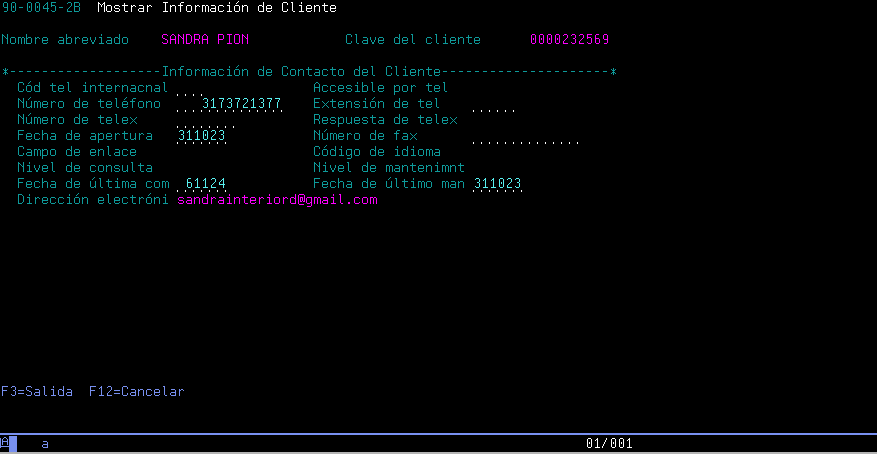 90-0045-2B  Mostrar Información de Cliente
Nombre abreviado    SANDRA PION            Clave del cliente      0000232569
*-------------------Información de Contacto del Cliente---------------------*
Cód tel internacnal ....              Accesible por tel
Número de teléfono  ...3173721377     Extensión de tel    ......
Número de telex     ........          Respuesta de telex
Fecha de apertura   311023            Número de fax       ..............
Campo de enlace                       Código de idioma
Nivel de consulta                     Nivel de mantenimnt
Fecha de última com  61124            Fecha de último man 311023
Dirección electróni sandrainteriord@gmail.com
F3=Salida  F12=Cancelar
A    a                                                                   01/001